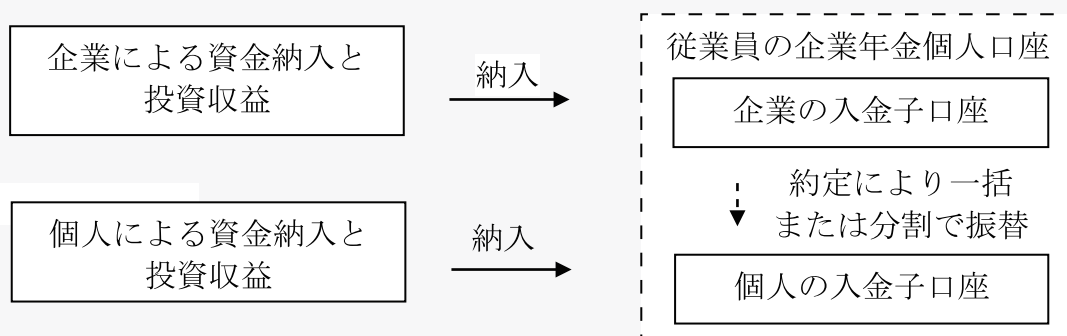 企業による資金納入と
投資収益
納入
従業員の企業年金個人口座
企業の入金子口座
約定により一括
または分割で振替
個人による資金納入と
投資収益
納入
個人の入金子口座